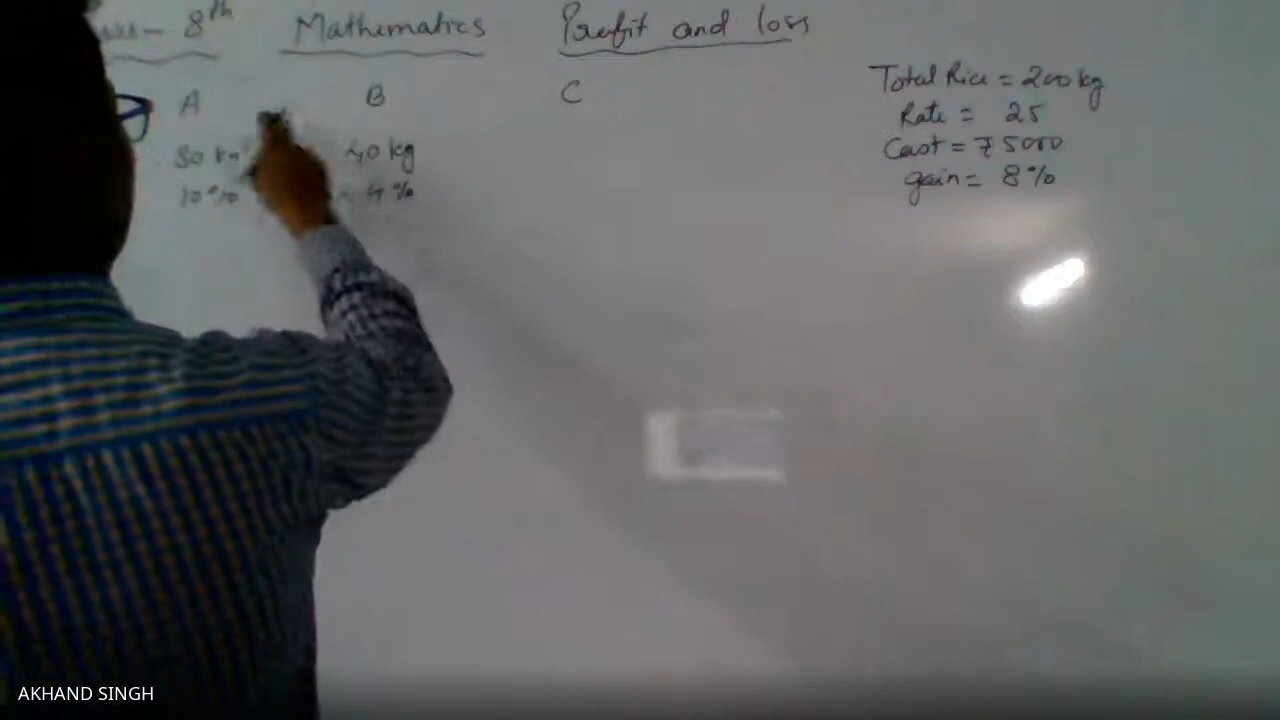 8th Mathematics Profit and loss
A B C
80 40 kg
10% 4%
Total Rice = 200 kg
Rate = 25
Cost = ₹ 5000
gain = 8%
AKHAND SINGH